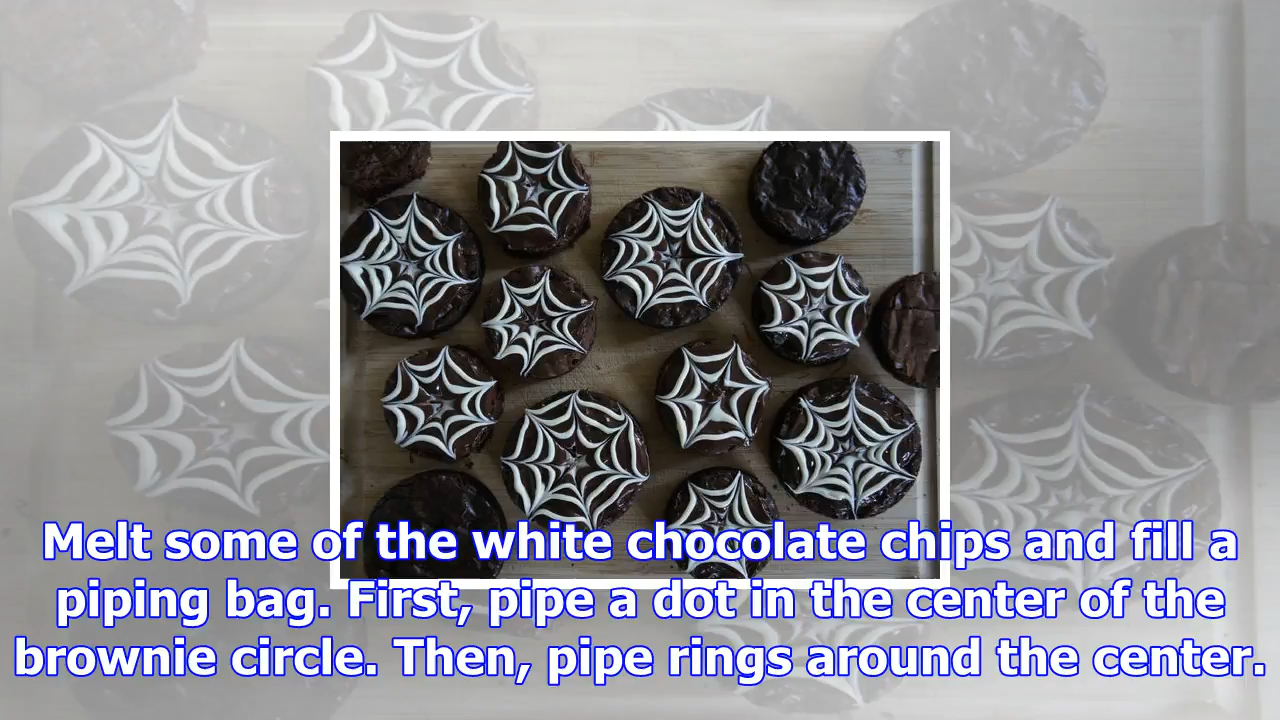 Melt some of the white chocolate chips and fill a
piping bag. First, pipe a dot in the center of the
brownie circle. Then, pipe rings around the center.